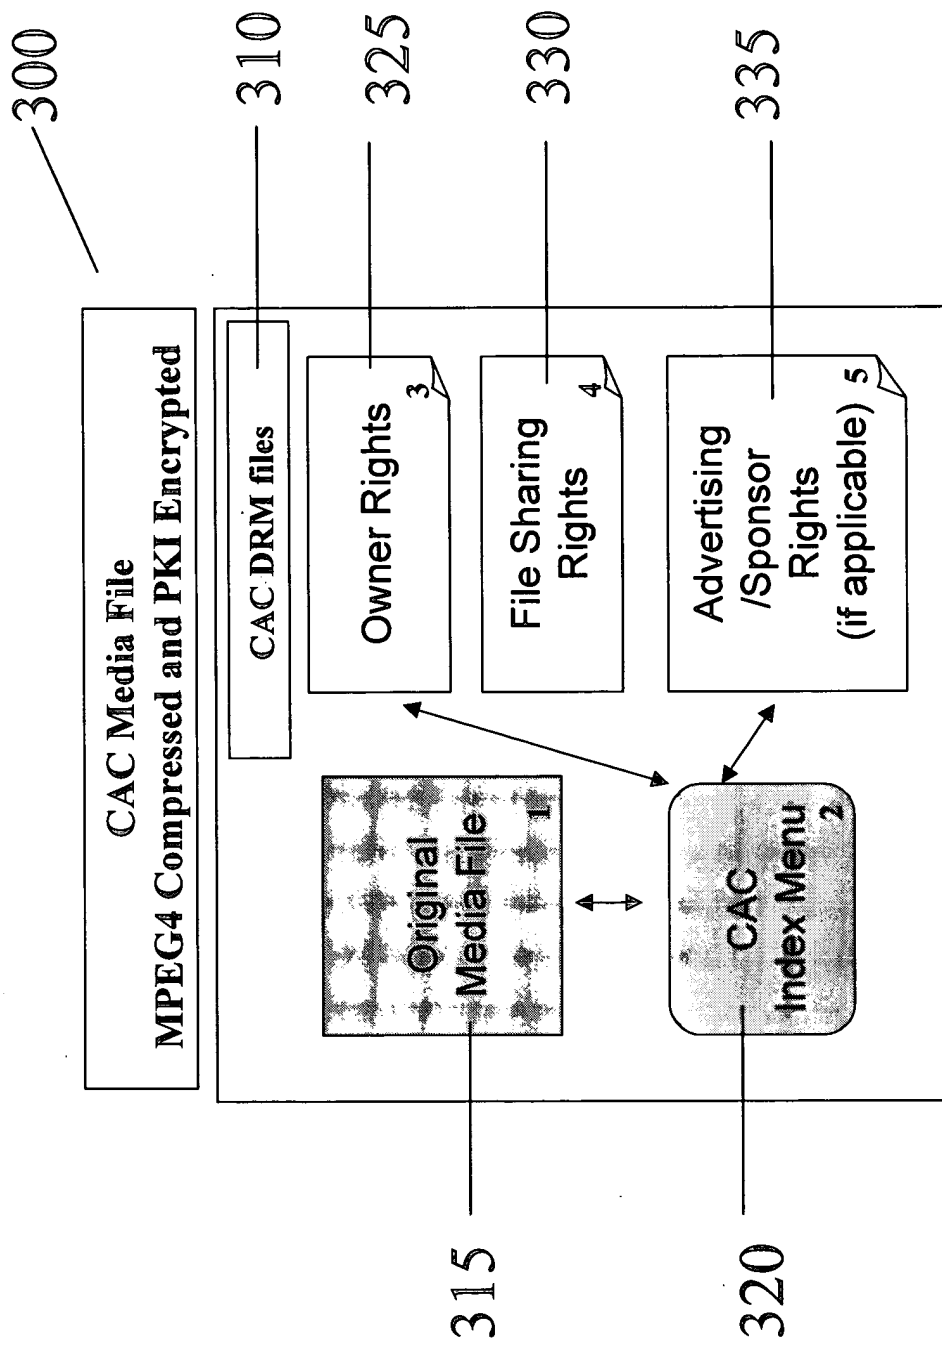 300
CAC Media File
MPEG4 Compressed and PKI Encrypted
CAC DRM files
310
Original
Media File
1
315
Owner Rights
3
325
File Sharing
Rights
4
330
CAC
Index Menu
2
320
Advertising
/Sponsor
Rights
(if applicable)
5
335